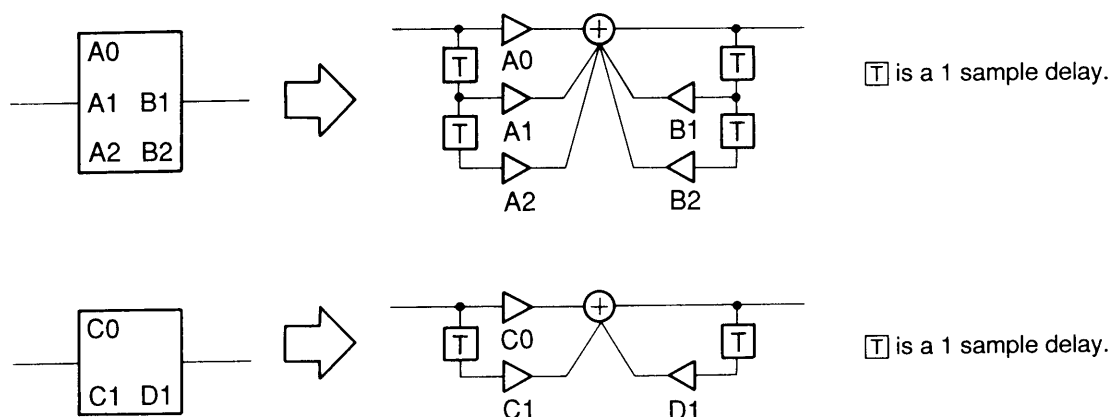 A0
A1 B1
A2 B2
T
A0
T
T
A1
B1
T
A2
B2
T is a 1 sample delay.
C0
C1 D1
T
C0
T
C1
D1
T is a 1 sample delay.